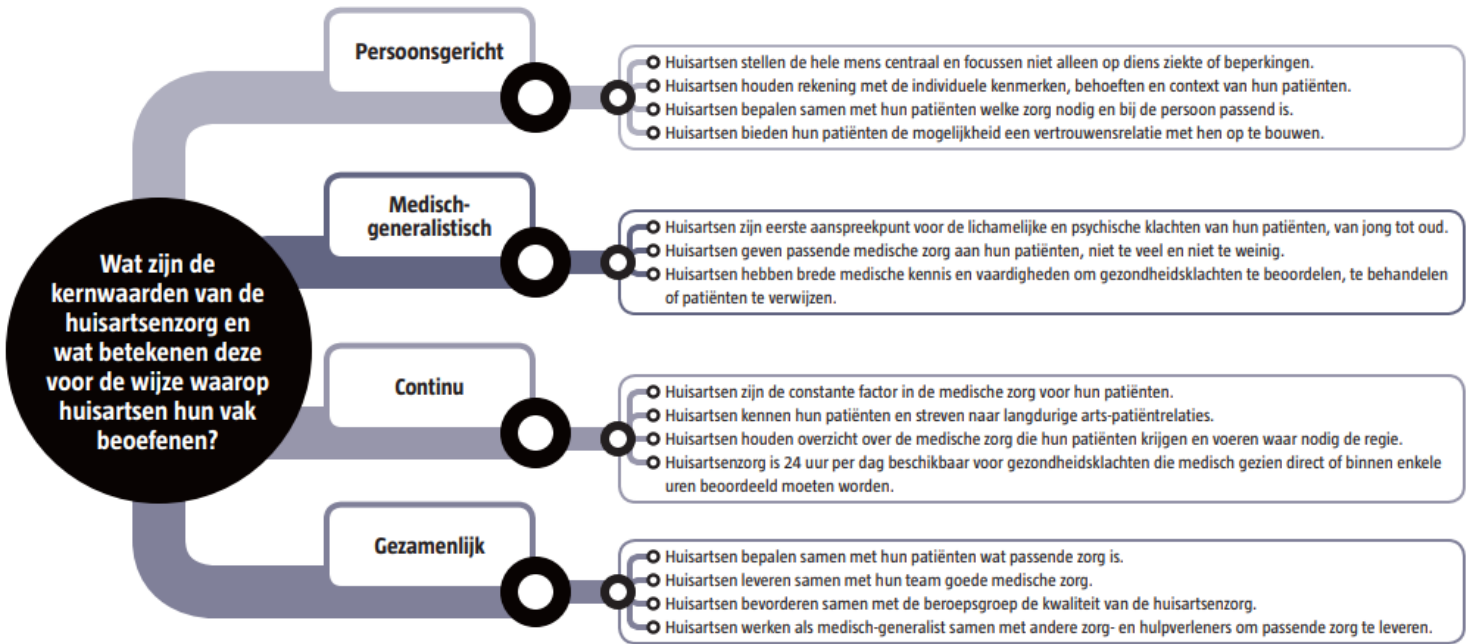 Wat zijn de
kernwaarden van de
huisartsenzorg en
wat betekenen deze
voor de wijze waarop
huisartsen hun vak
beoefenen?
Persoonsgericht
Huisartsen stellen de hele mens centraal en focussen niet alleen op diens ziekte of beperkingen.
Huisartsen houden rekening met de individuele kenmerken, behoeften en context van hun patiënten.
Huisartsen bepalen samen met hun patiënten welke zorg nodig en bij de persoon passend is.
Huisartsen bieden hun patiënten de mogelijkheid een vertrouwensrelatie met hen op te bouwen.
Medisch-
generalistisch
Huisartsen zijn eerste aanspreekpunt voor de lichamelijke en psychische klachten van hun patiënten, van jong tot oud.
Huisartsen geven passende medische zorg aan hun patiënten, niet te veel en niet te weinig.
Huisartsen hebben brede medische kennis en vaardigheden om gezondheidsklachten te beoordelen, te behandelen
of patiënten te verwijzen.
Continu
Huisartsen zijn de constante factor in de medische zorg voor hun patiënten.
Huisartsen kennen hun patiënten en streven naar langdurige arts-patiëntrelaties.
Huisartsen houden overzicht over de medische zorg die hun patiënten krijgen en voeren waar nodig de regie.
Huisartsenzorg is 24 uur per dag beschikbaar voor gezondheidsklachten die medisch gezien direct of binnen enkele
uren beoordeeld moeten worden.
Gezamenlijk
Huisartsen bepalen samen met hun patiënten wat passende zorg is.
Huisartsen leveren samen met hun team goede medische zorg.
Huisartsen bevorderen samen met de beroepsgroep de kwaliteit van de huisartsenzorg.
Huisartsen werken als medisch-generalist samen met andere zorg- en hulpverleners om passende zorg te leveren.